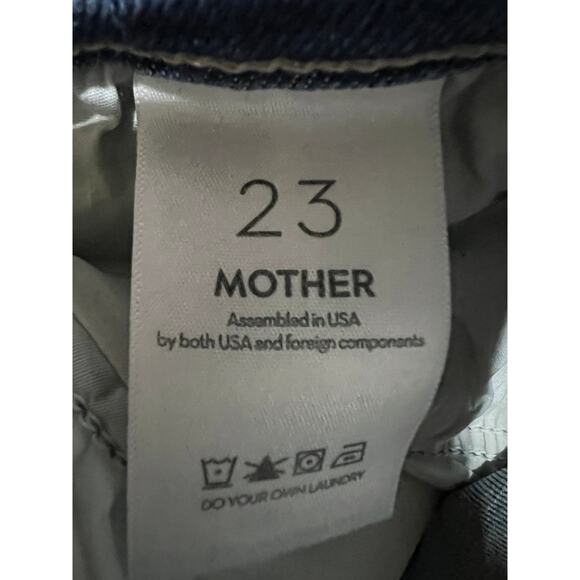 23
MOTHER
Assembled in USA
by both USA and foreign components
DO YOUR OWN LAUNDRY